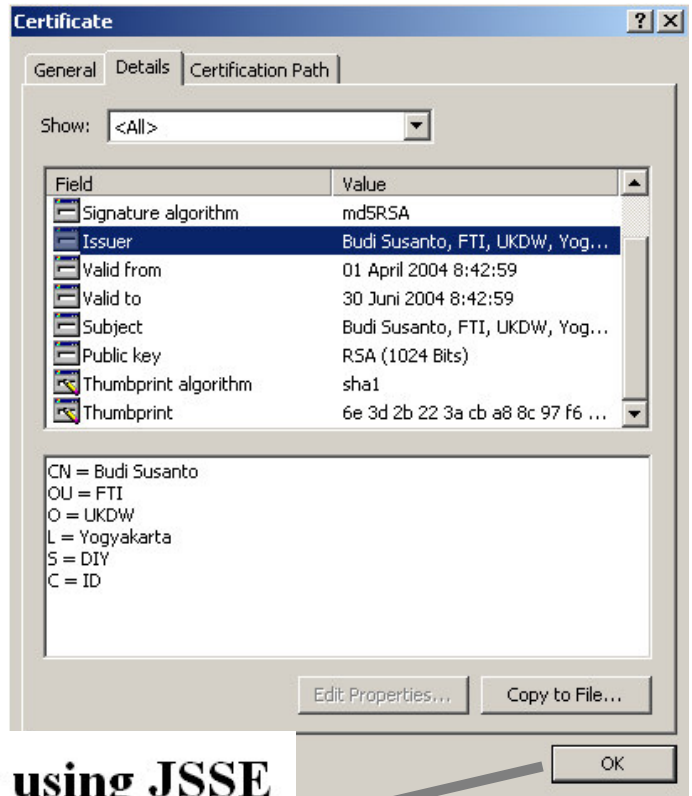 Certificate
General Details Certification Path
Show: <All>
Field Value
Signature algorithm md5RSA
Issuer Budi Susanto, FTI, UKDW, Yog...
Valid from 01 April 2004 8:42:59
Valid to 30 Juni 2004 8:42:59
Subject Budi Susanto, FTI, UKDW, Yog...
Public key RSA (1024 Bits)
Thumbprint algorithm sha1
Thumbprint 6e 3d 2b 22 3a cb a8 8c 97 f6 ...
CN = Budi Susanto
OU = FTI
O = UKDW
L = Yogyakarta
S = DIY
C = ID
Edit Properties... Copy to File...
OK
using JSSE